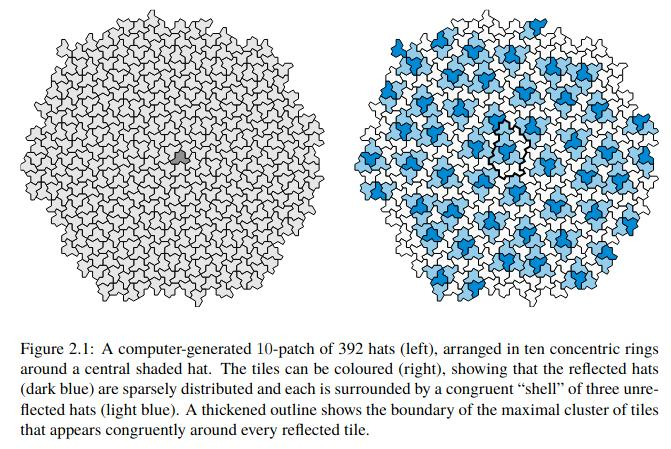 Figure 2.1: A computer-generated 10-patch of 392 hats (left), arranged in ten concentric rings
around a central shaded hat. The tiles can be coloured (right), showing that the reflected hats
(dark blue) are sparsely distributed and each is surrounded by a congruent “shell” of three unre-
flected hats (light blue). A thickened outline shows the boundary of the maximal cluster of tiles
that appears congruently around every reflected tile.